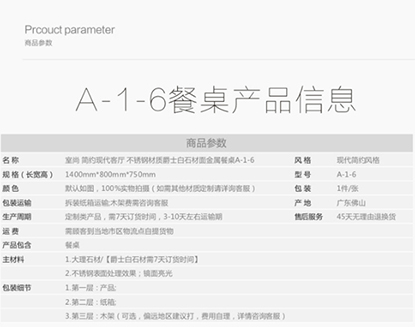 Prcouct parameter
商品参数
A-1-6餐桌产品信息
商品参数
名 称 室尚 简约现代客厅 不锈钢材质爵士白石材面金属餐桌A-1-6 风 格 现代简约风格
规 格（长宽高） 1400mm*800mm*750mm 型 号 A-1-6
颜 色 默认如图，100%实物拍摄（如需其他材质定制请详询客服） 包 装 1件/张
包装运输 拆装纸箱运输;木架费需咨询客服 产 地 广东佛山
生产周期 定制类产品，需7天订货时间，3-10天左右运输期 售后服务 45天无理由退换货
运 费 需顾客到当地市区物流点自提货物
产品包含 餐桌
主材料 1.大理石材/【爵士白石材需7天订货时间】
2.不锈钢表面处理效果；镜面亮光
包装细节 1.第一层：产品;
2.第二层：纸箱;
3.第三层：木架（可选，偏远地区建议打，费用自理，详情咨询客服）